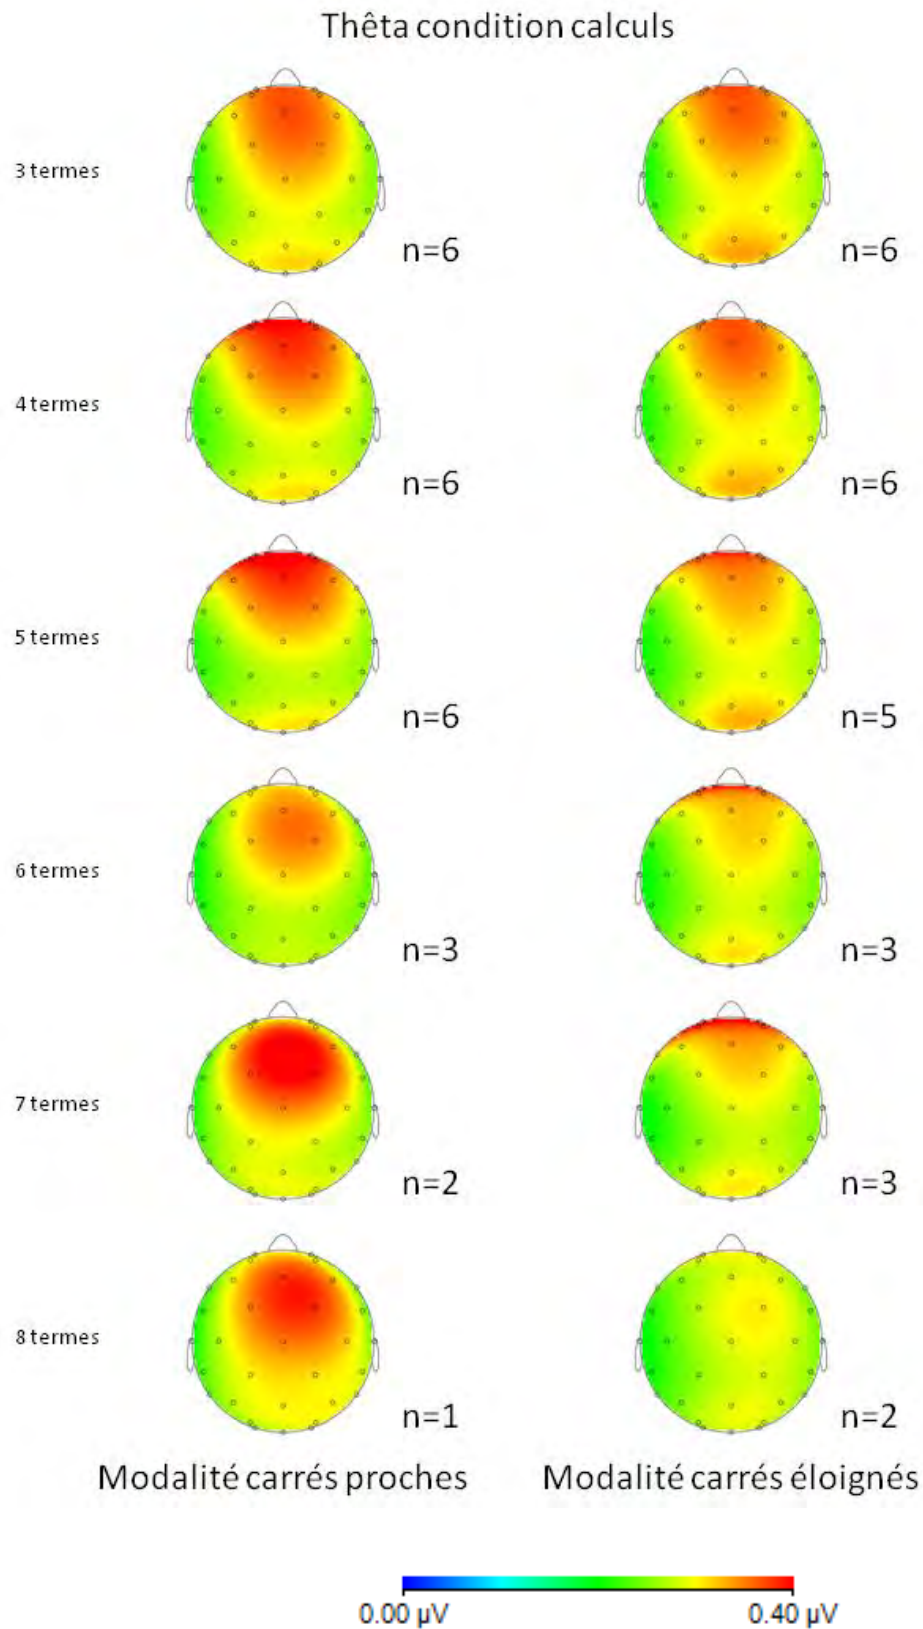 Thêta condition calculs
3 termes
n=6
n=6
4 termes
n=6
n=6
5 termes
n=6
n=5
6 termes
n=3
n=3
7 termes
n=2
n=3
8 termes
n=1
n=2
Modalité carrés proches
Modalité carrés éloignés
0.00 µV
0.40 µV